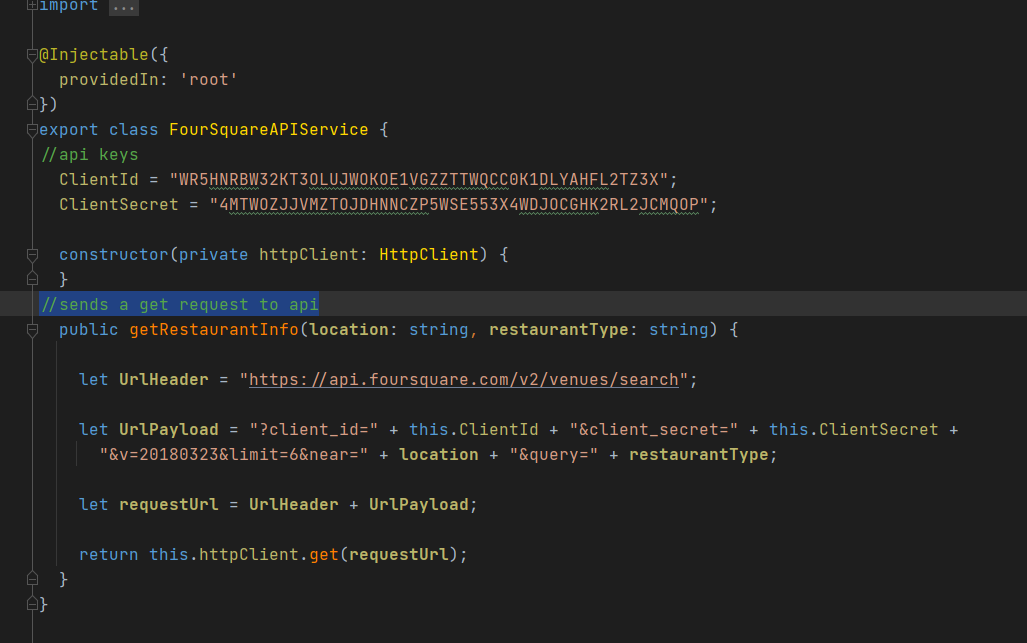 import ...
@Injectable({
  providedIn: 'root'
})
export class FourSquareAPIService {
//api keys
  ClientId = "WR5HNRBW32KT3OLUJWOKOE1VGZZTTWQCC0K1DLYAHFL2TZ3X";
  ClientSecret = "4MTWOZJJVMZTOJDHNNCZP5WSE553X4WDJOCGHK2RL2JCMQOP";
  constructor(private httpClient: HttpClient) {
  }
//sends a get request to api
  public getRestaurantInfo(location: string, restaurantType: string) {
    let UrlHeader = "https://api.foursquare.com/v2/venues/search";
    let UrlPayload = "?client_id=" + this.ClientId + "&client_secret=" + this.ClientSecret +
      "&v=20180323&limit=6&near=" + location + "&query=" + restaurantType;
    let requestUrl = UrlHeader + UrlPayload;
    return this.httpClient.get(requestUrl);
  }
}